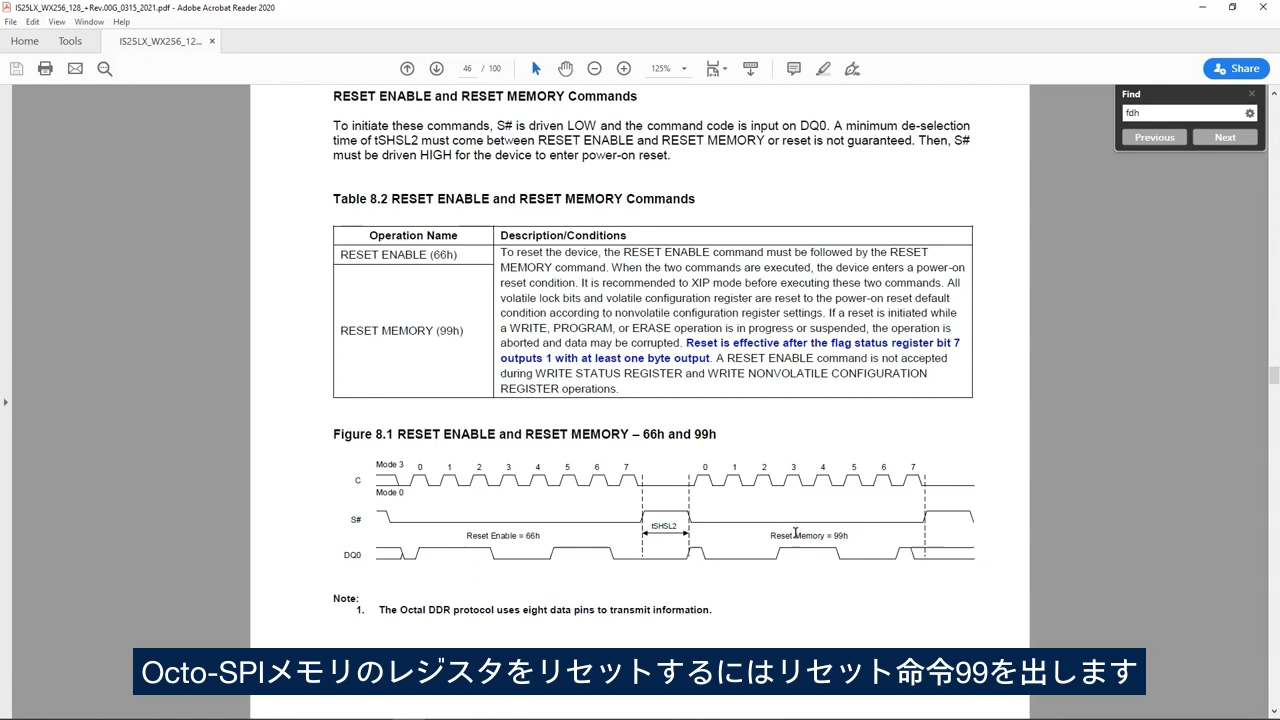 IS25LX_WX256_128_+Rev.00G_0315_2021.pdf - Adobe Acrobat Reader 2020
File Edit View Window Help
Home Tools IS25LX_WX256_12... ×
46 / 100 125% Share
Find
fdh
Previous Next
RESET ENABLE and RESET MEMORY Commands
To initiate these commands, S# is driven LOW and the command code is input on DQ0. A minimum de-selection
time of tSHSL2 must come between RESET ENABLE and RESET MEMORY or reset is not guaranteed. Then, S#
must be driven HIGH for the device to enter power-on reset.
Table 8.2 RESET ENABLE and RESET MEMORY Commands
Operation Name Description/Conditions
RESET ENABLE (66h)
RESET MEMORY (99h)
To reset the device, the RESET ENABLE command must be followed by the RESET
MEMORY command. When the two commands are executed, the device enters a power-on
reset condition. It is recommended to XIP mode before executing these two commands. All
volatile lock bits and volatile configuration register are reset to the power-on reset default
condition according to nonvolatile configuration register settings. If a reset is initiated while
a WRITE, PROGRAM, or ERASE operation is in progress or suspended, the operation is
aborted and data may be corrupted. Reset is effective after the flag status register bit 7
outputs 1 with at least one byte output. A RESET ENABLE command is not accepted
during WRITE STATUS REGISTER and WRITE NONVOLATILE CONFIGURATION
REGISTER operations.
Figure 8.1 RESET ENABLE and RESET MEMORY – 66h and 99h
Mode 3 0 1 2 3 4 5 6 7 0 1 2 3 4 5 6 7
C
Mode 0
S#
tSHSL2
Reset Enable = 66h Reset Memory = 99h
DQ0
Note:
1. The Octal DDR protocol uses eight data pins to transmit information.
Octo-SPIメモリのレジスタをリセットするにはリセット命令99を出します